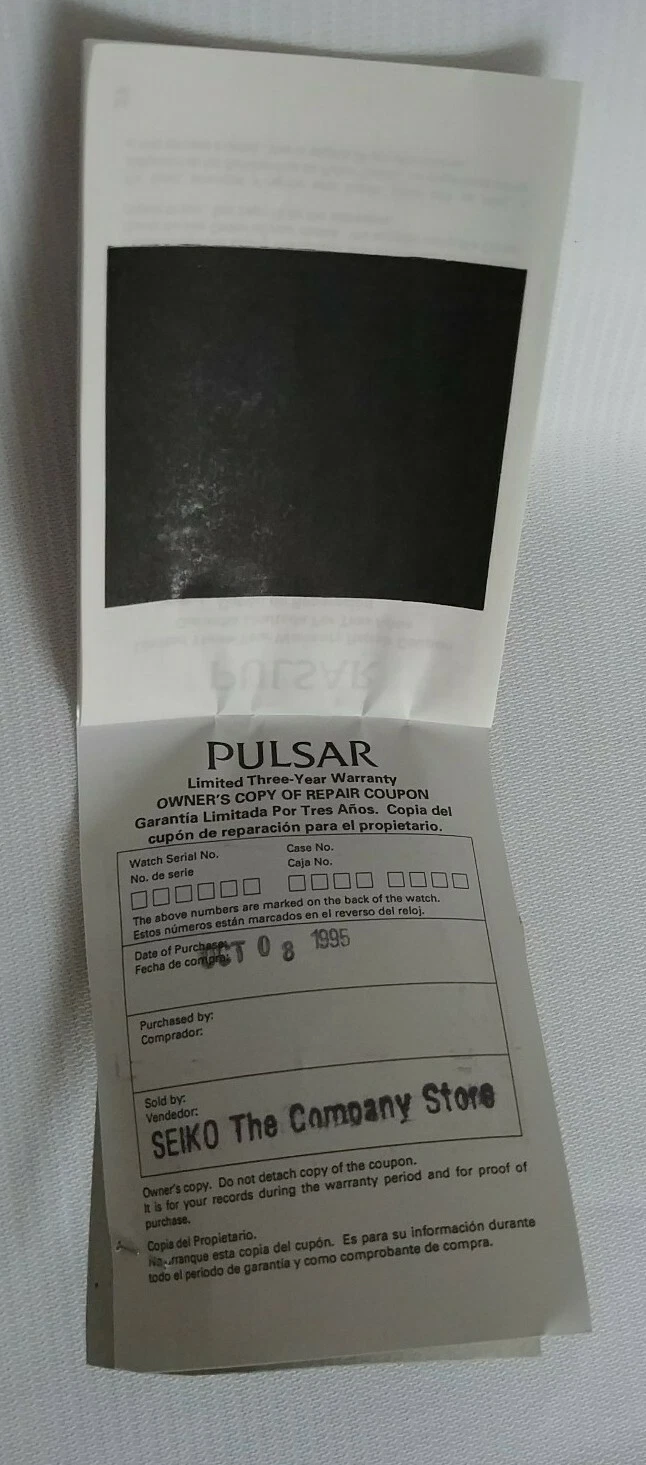 PULSAR
Limited Three-Year Warranty
OWNER'S COPY OF REPAIR COUPON
Garantía Limitada Por Tres Años. Copia del
cupón de reparación para el propietario.
Watch Serial No.
No. de serie
Case No.
Caja No.
The above numbers are marked on the back of the watch.
Estos números están marcados en el reverso del reloj.
Date of Purchase:
Fecha de compra:
OCT 08 1995
Purchased by:
Comprador:
Sold by:
Vendedor:
SEIKO The Company Store
Owner's copy. Do not detach copy of the coupon.
It is for your records during the warranty period and for proof of
purchase.
Copia del Propietario.
No arranque esta copia del cupón. Es para su información durante
todo el período de garantía y como comprobante de compra.